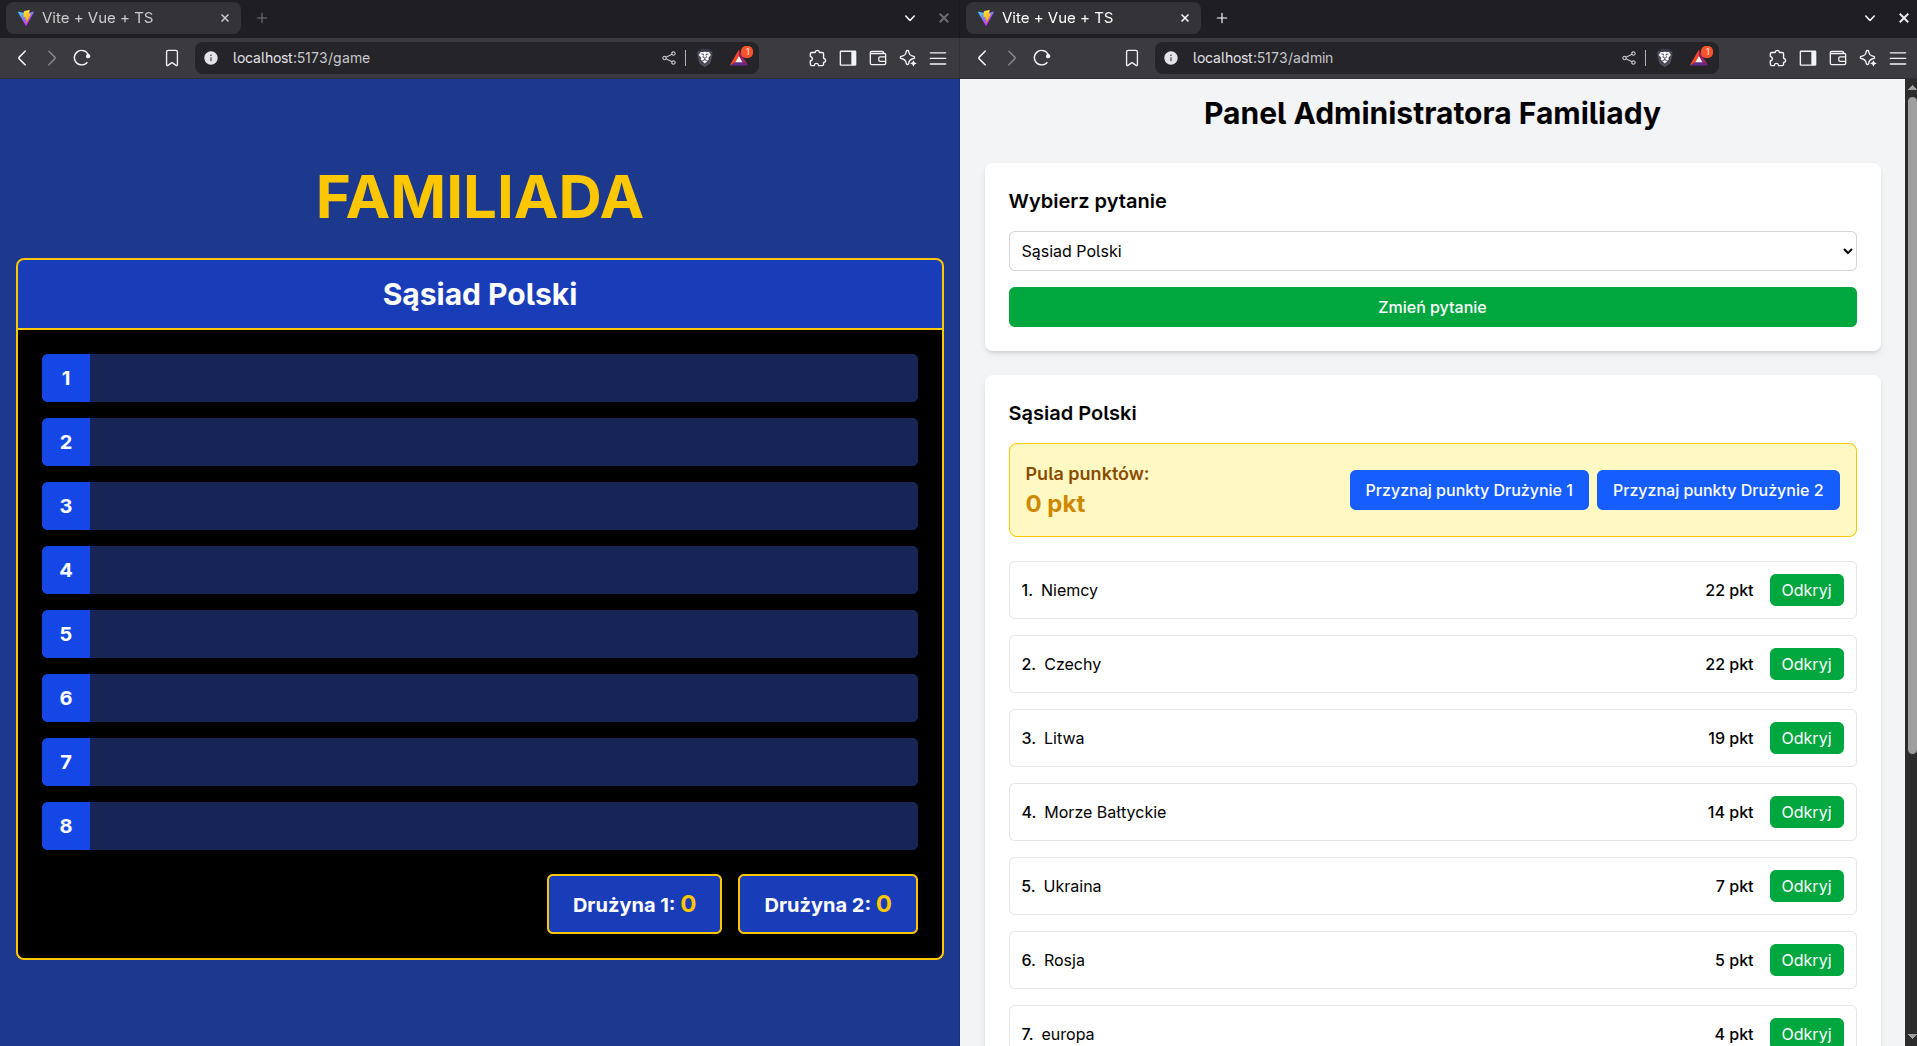 Vite + Vue + TS
localhost:5173/game
1
FAMILIADA
Sąsiad Polski
1
2
3
4
5
6
7
8
Drużyna 1: 0
Drużyna 2: 0
Vite + Vue + TS
localhost:5173/admin
1
Panel Administratora Familiady
Wybierz pytanie
Sąsiad Polski
Zmień pytanie
Sąsiad Polski
Pula punktów:
0 pkt
Przyznaj punkty Drużynie 1
Przyznaj punkty Drużynie 2
1. Niemcy 22 pkt Odkryj
2. Czechy 22 pkt Odkryj
3. Litwa 19 pkt Odkryj
4. Morze Bałtyckie 14 pkt Odkryj
5. Ukraina 7 pkt Odkryj
6. Rosja 5 pkt Odkryj
7. europa 4 pkt Odkryj